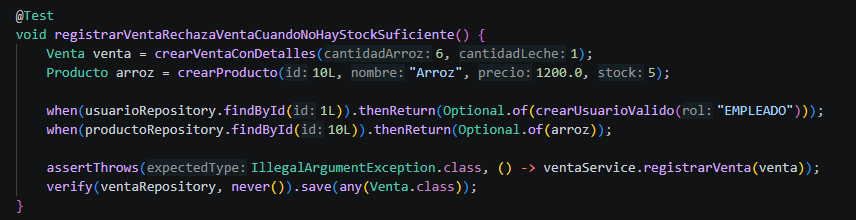 @Test
void registrarVentaRechazaVentaCuandoNoHayStockSuficiente() {
    Venta venta = crearVentaConDetalles(cantidadArroz: 6, cantidadLeche: 1);
    Producto arroz = crearProducto(id: 10L, nombre: "Arroz", precio: 1200.0, stock: 5);

    when(usuarioRepository.findById(id: 1L)).thenReturn(Optional.of(crearUsuarioValido(rol: "EMPLEADO")));
    when(productoRepository.findById(id: 10L)).thenReturn(Optional.of(arroz));

    assertThrows(expectedType: IllegalArgumentException.class, () -> ventaService.registrarVenta(venta));
    verify(ventaRepository, never()).save(any(Venta.class));
}